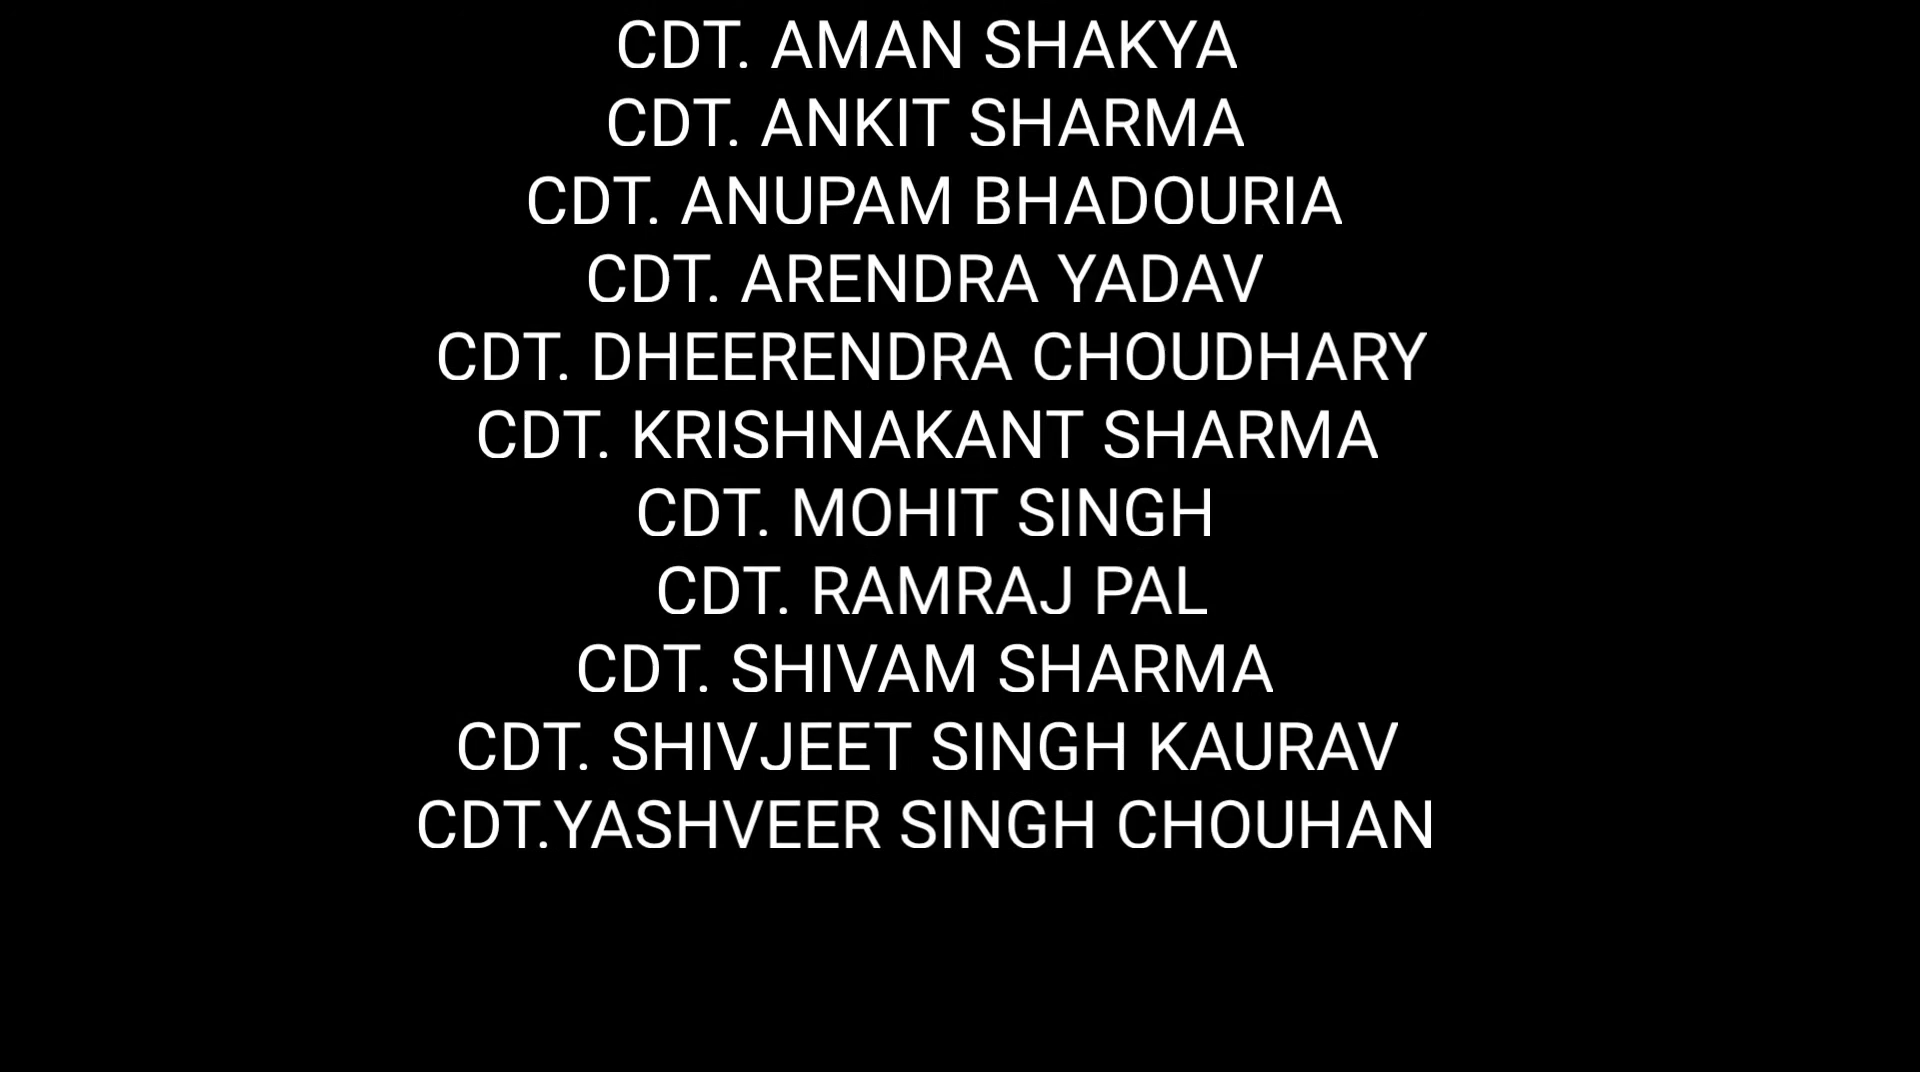 CDT. AMAN SHAKYA
CDT. ANKIT SHARMA
CDT. ANUPAM BHADOURIA
CDT. ARENDRA YADAV
CDT. DHEERENDRA CHOUDHARY
CDT. KRISHNAKANT SHARMA
CDT. MOHIT SINGH
CDT. RAMRAJ PAL
CDT. SHIVAM SHARMA
CDT. SHIVJEET SINGH KAURAV
CDT.YASHVEER SINGH CHOUHAN